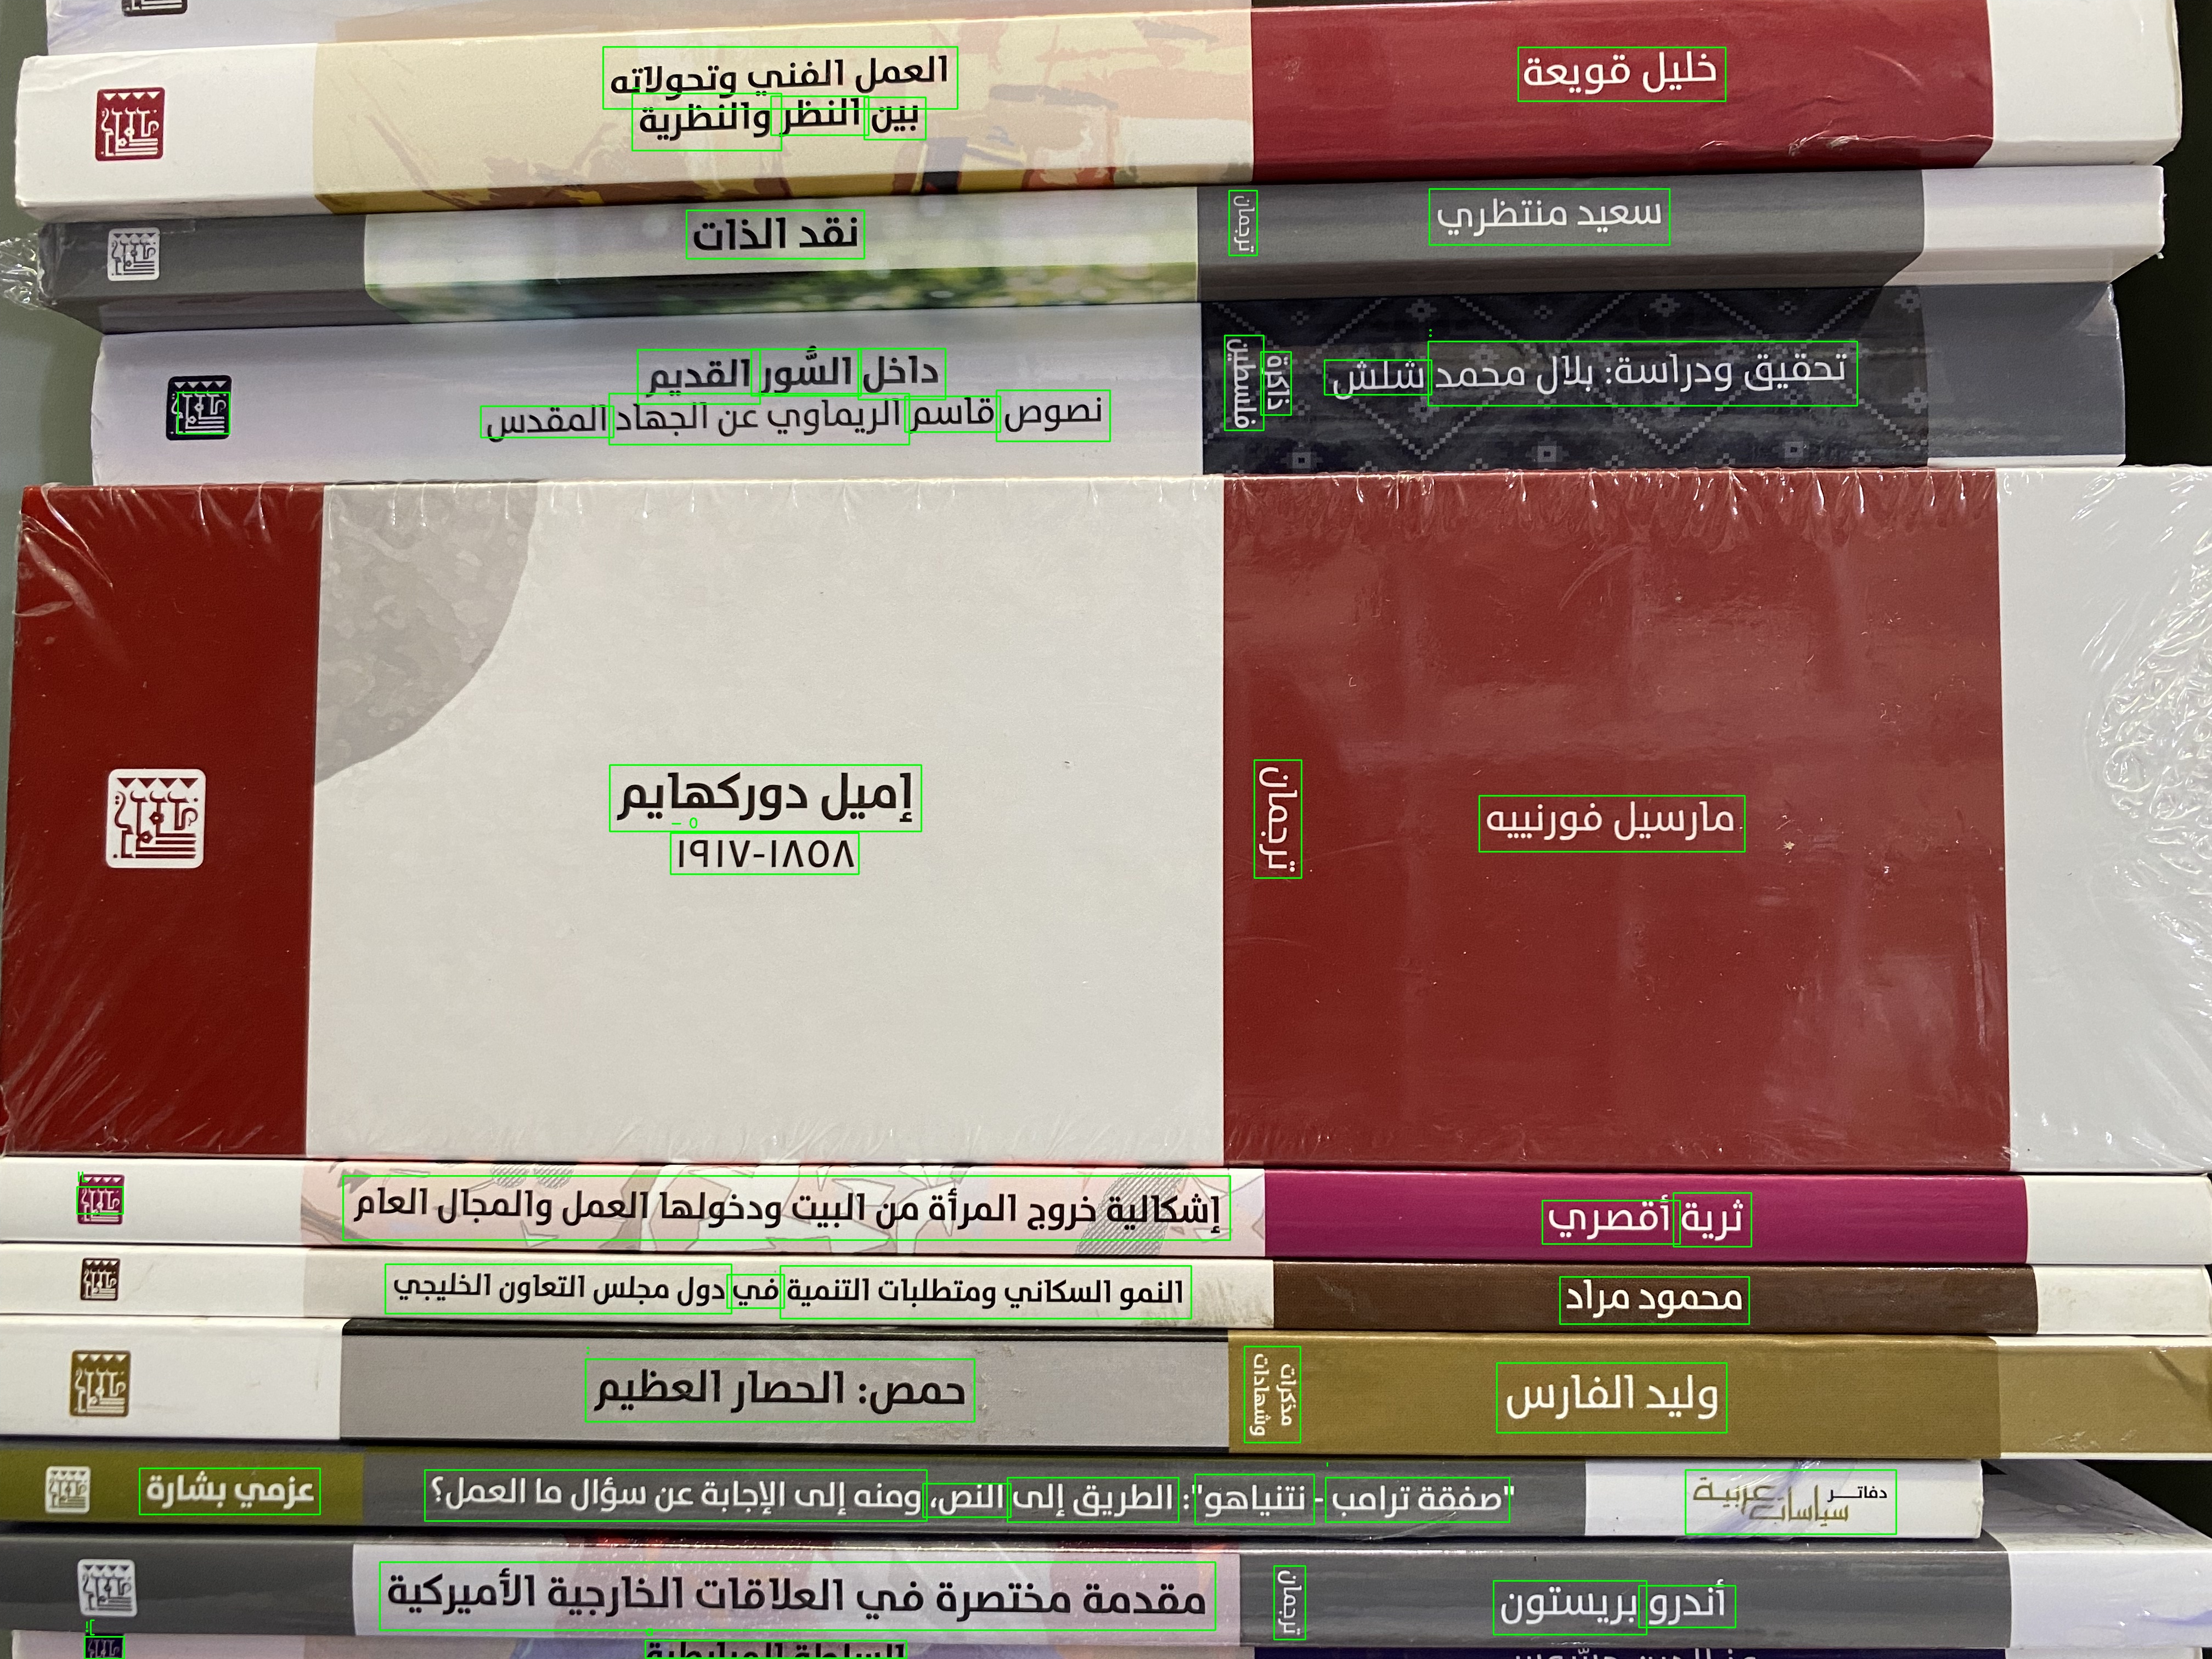 خليل قويعة
العمل الفني وتحولاته
بين النظر والنظرية
سعيد منتظري
ترجمان
نقد الذات
تحقيق ودراسة: بلال محمد شلش
ذاكرة
فلسطين
داخل السُّور القديم
نصوص قاسم الريماوي عن الجهاد المقدس
مارسيل فورنييه
ترجمان
إميل دوركهايم
١٨٥٨-١٩١٧
ثرية أقصري
إشكالية خروج المرأة من البيت ودخولها العمل والمجال العام
محمود مراد
النمو السكاني ومتطلبات التنمية في دول مجلس التعاون الخليجي
وليد الفارس
مذكرات
وشهادات
حمص: الحصار العظيم
دفاتر
سياسات عربية
"صفقة ترامب - نتنياهو": الطريق إلى النص، ومنه إلى الإجابة عن سؤال ما العمل؟
عزمي بشارة
أندرو بريستون
ترجمان
مقدمة مختصرة في العلاقات الخارجية الأميركية